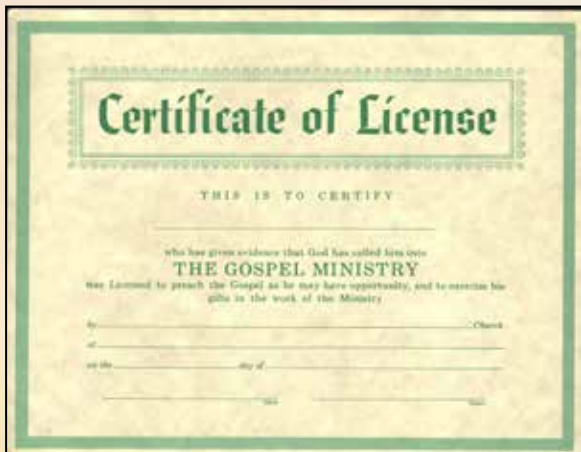 Certificate of License
THIS IS TO CERTIFY
who has given evidence that God has called him into
THE GOSPEL MINISTRY
was Licensed to preach the Gospel as he may have opportunity, and to exercise his
gifts in the work of the Ministry
by Church
of
on the day of